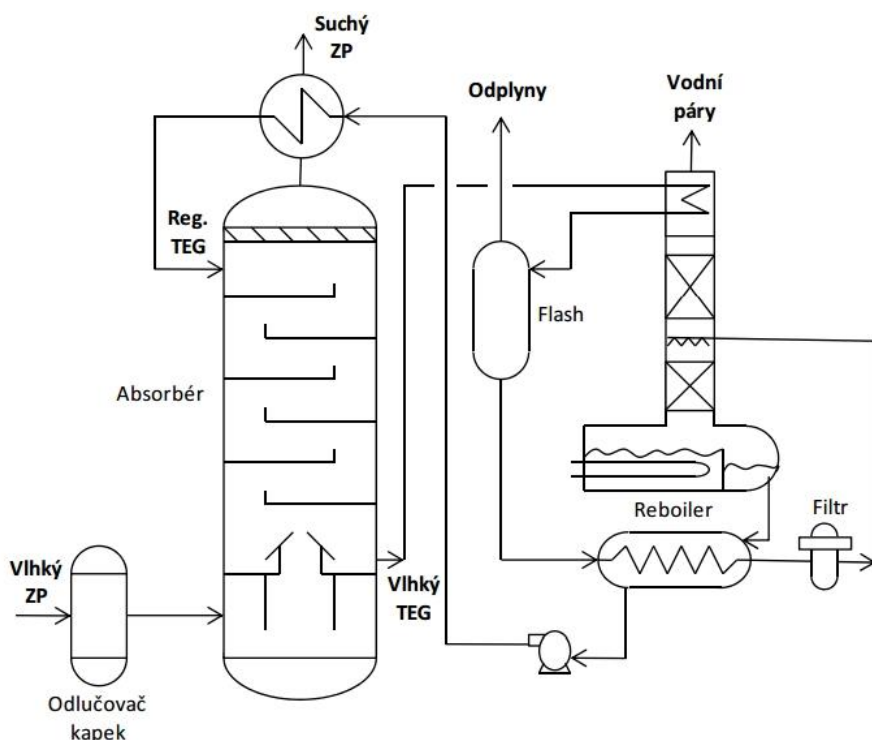 Suchý
ZP
Odplyny
Vodní
páry
Reg.
TEG
Flash
Absorbér
Reboiler
Filtr
Vlhký
ZP
Vlhký
TEG
Odlučovač
kapek